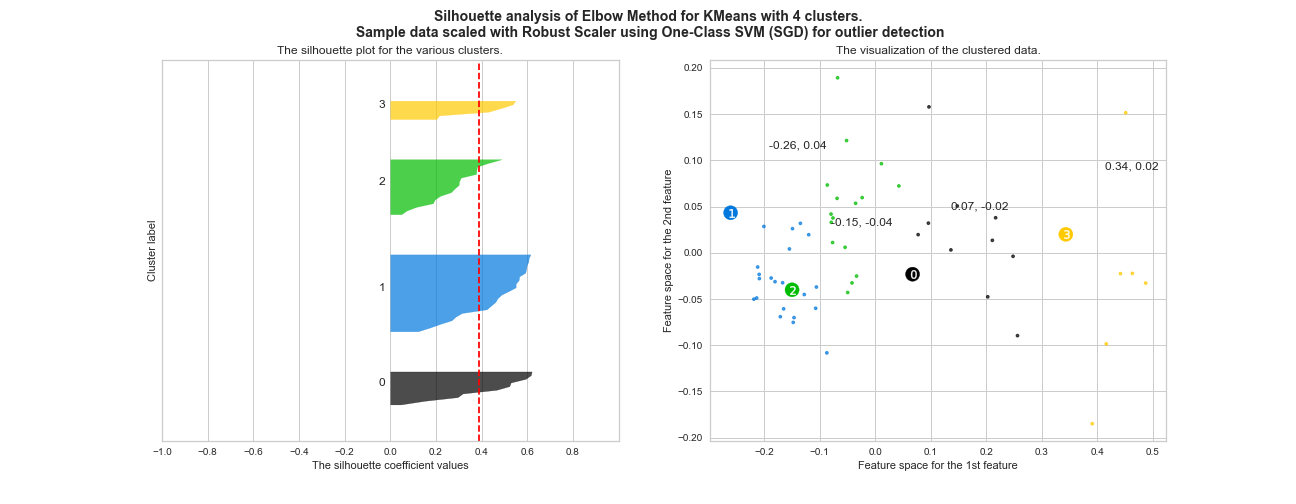 Silhouette analysis of Elbow Method for KMeans with 4 clusters.
Sample data scaled with Robust Scaler using One-Class SVM (SGD) for outlier detection
The silhouette plot for the various clusters.
Cluster label
3
2
1
0
−1.0 −0.8 −0.6 −0.4 −0.2 0.0 0.2 0.4 0.6 0.8
The silhouette coefficient values
The visualization of the clustered data.
Feature space for the 2nd feature
0.20
0.15
0.10
0.05
0.00
−0.05
−0.10
−0.15
−0.20
-0.26, 0.04
0.34, 0.02
0.07, -0.02
-0.15, -0.04
1
3
0
2
−0.2 −0.1 0.0 0.1 0.2 0.3 0.4 0.5
Feature space for the 1st feature